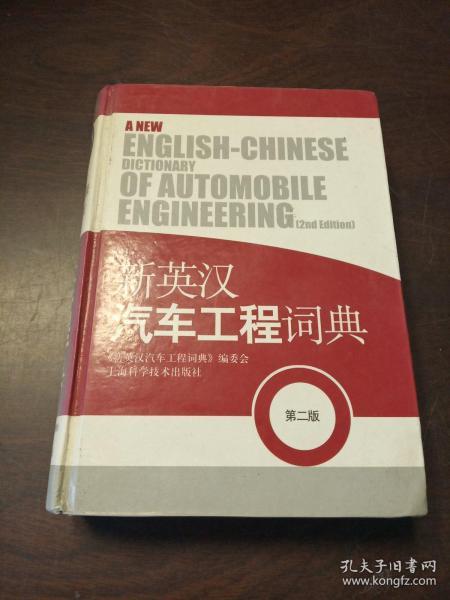 A NEW
ENGLISH-CHINESE
DICTIONARY
OF AUTOMOBILE
ENGINEERING (2nd Edition)
新英汉
汽车工程词典
《新英汉汽车工程词典》编委会
上海科学技术出版社
第二版
孔夫子旧书网
www.kongfz.com